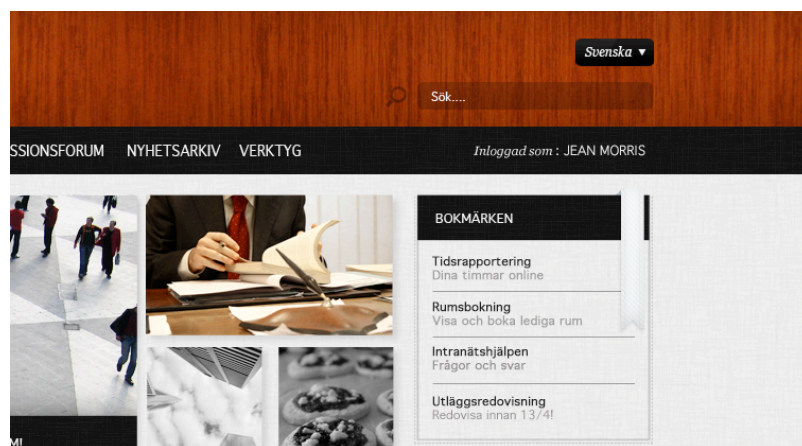 Svenska
Sök....
SSIONSFORUM NYHETSARKIV VERKTYG
Inloggad som : JEAN MORRIS
BOKMÄRKEN
Tidsrapportering
Dina timmar online
Rumsbokning
Visa och boka lediga rum
Intranätshjälpen
Frågor och svar
Utläggsredovisning
Redovisa innan 13/4!
M!